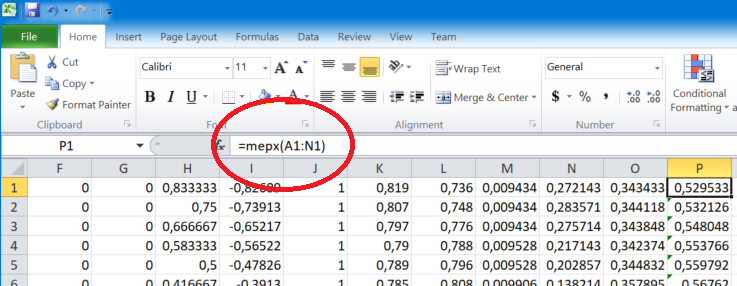 File Home Insert Page Layout Formulas Data Review View Team
Cut
Copy
Format Painter
Paste
Clipboard
Calibri 11 A A
B I U A
Font
Wrap Text
Merge & Center
Alignment
General
$ % , ,00 ,00
Number
Conditional
Formatting
P1 fx =mepx(A1:N1)
F G H I J K L M N O P
1 0 0 0,833333 -0,82609 1 0,819 0,736 0,009434 0,272143 0,343433 0,529533
2 0 0 0,75 -0,73913 1 0,807 0,748 0,009434 0,283571 0,344118 0,532126
3 0 0 0,666667 -0,65217 1 0,797 0,776 0,009434 0,275714 0,343848 0,548048
4 0 0 0,583333 -0,56522 1 0,79 0,788 0,009528 0,217143 0,342374 0,553766
5 0 0 0,5 -0,47826 1 0,789 0,796 0,009528 0,202857 0,344832 0,559792
6 0 0 0,416667 -0,3913 1 0,785 0,808 0,009906 0,138214 0,357895 0,56762